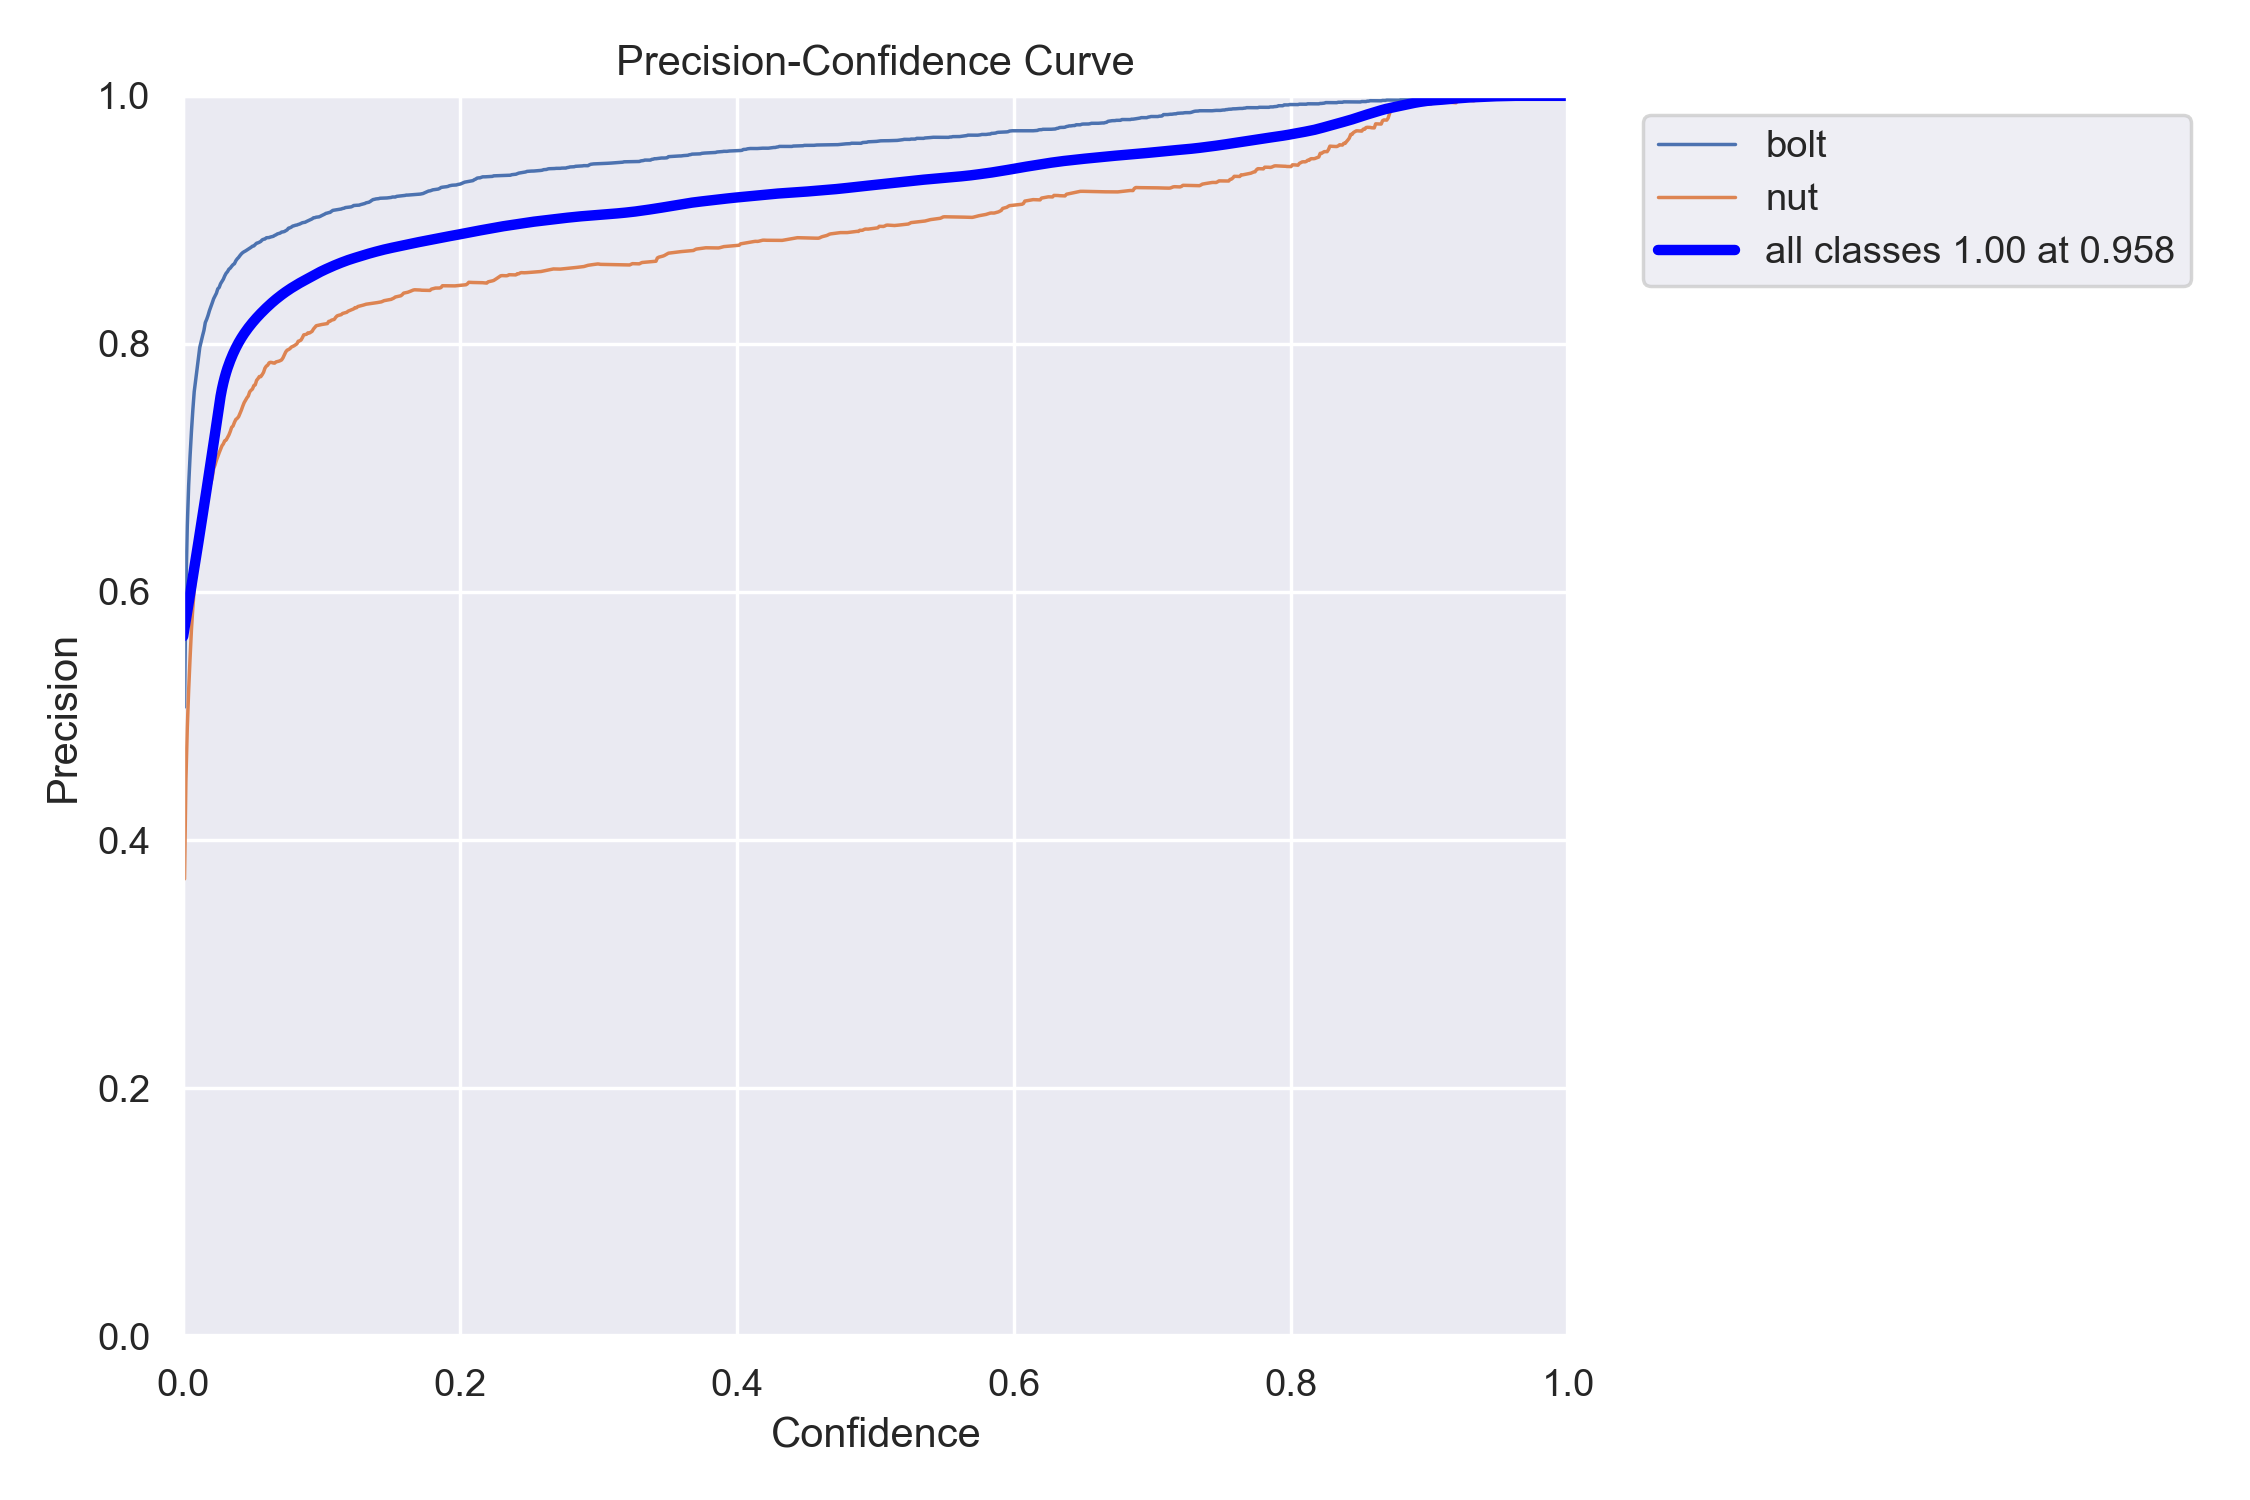 Precision-Confidence Curve
1.0
0.8
0.6
0.4
0.2
0.0
Precision
0.0 0.2 0.4 0.6 0.8 1.0
Confidence
bolt
nut
all classes 1.00 at 0.958